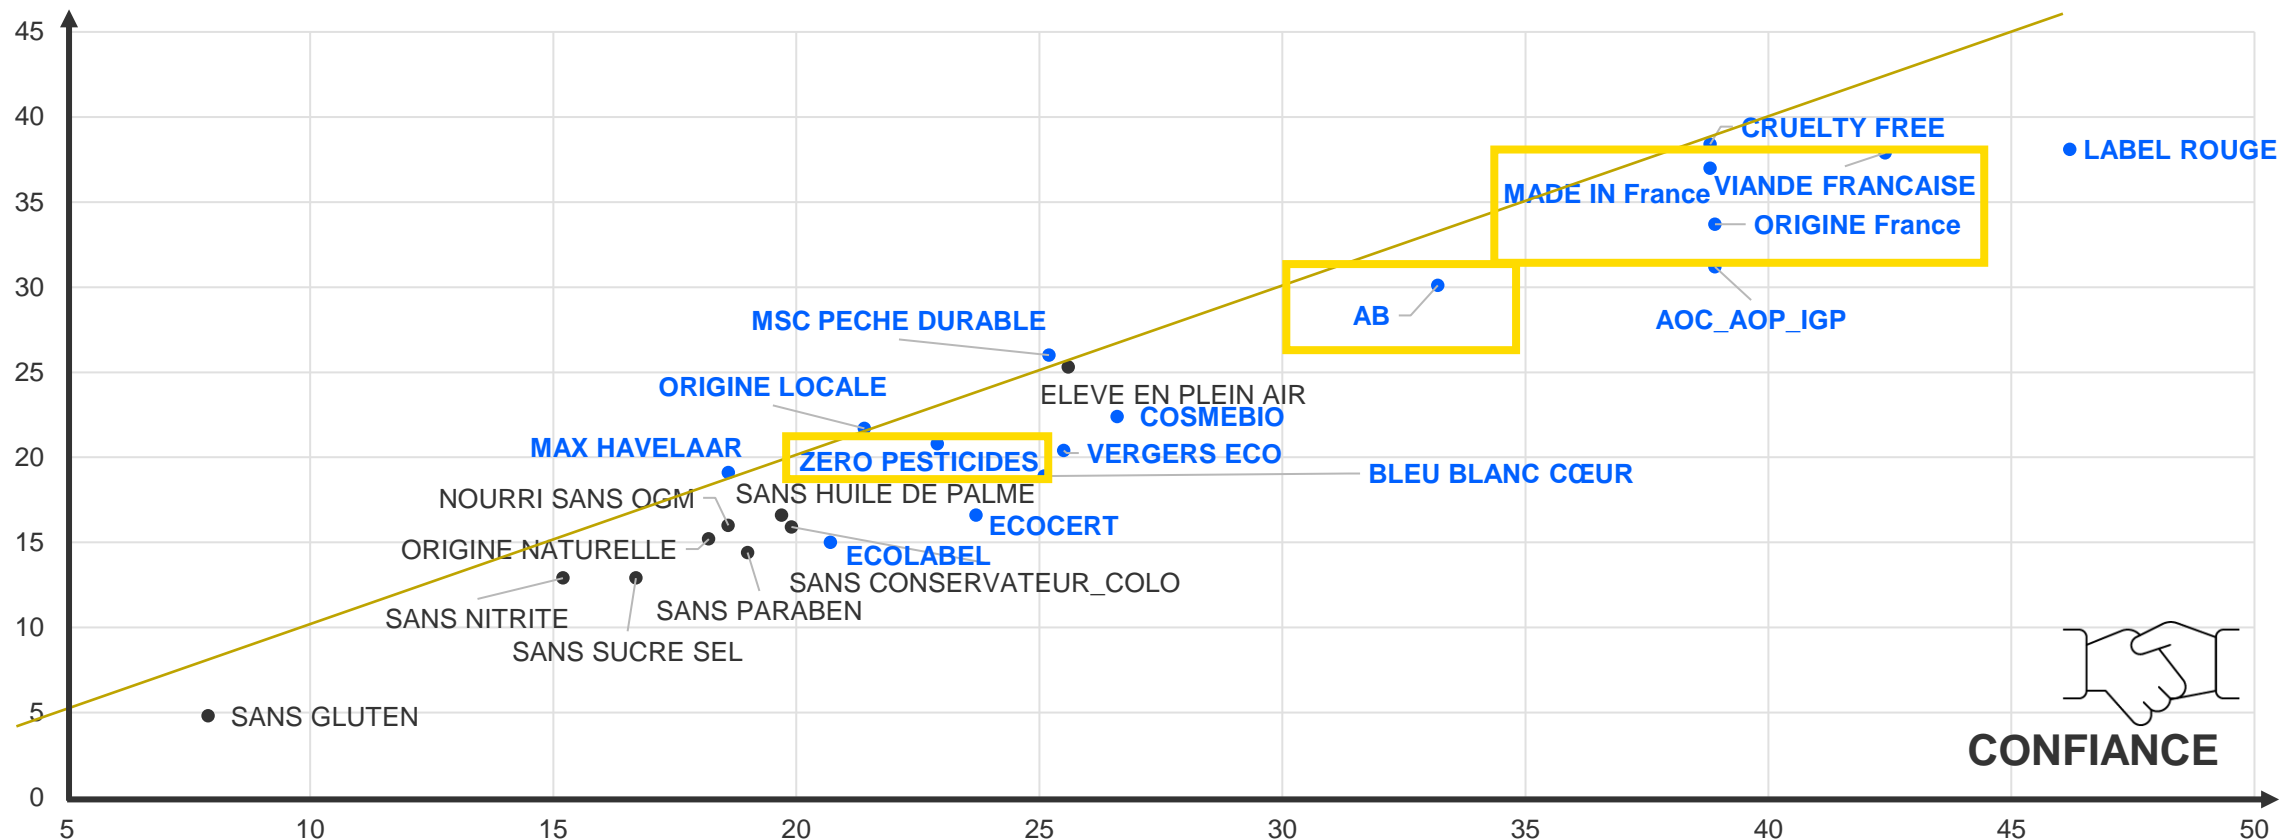 45
40
CRUELTY FREE
LABEL ROUGE
35
MADE IN France
VIANDE FRANCAISE
ORIGINE France
30
AB
MSC PECHE DURABLE
AOC_AOP_IGP
25
ORIGINE LOCALE
ELEVE EN PLEIN AIR
COSMEBIO
20
MAX HAVELAAR
ZERO PESTICIDES
VERGERS ECO
BLEU BLANC CŒUR
NOURRI SANS OGM
SANS HUILE DE PALME
ECOCERT
15
ORIGINE NATURELLE
ECOLABEL
SANS CONSERVATEUR_COLO
10
SANS NITRITE
SANS PARABEN
SANS SUCRE SEL
5
SANS GLUTEN
CONFIANCE
0
5 10 15 20 25 30 35 40 45 50